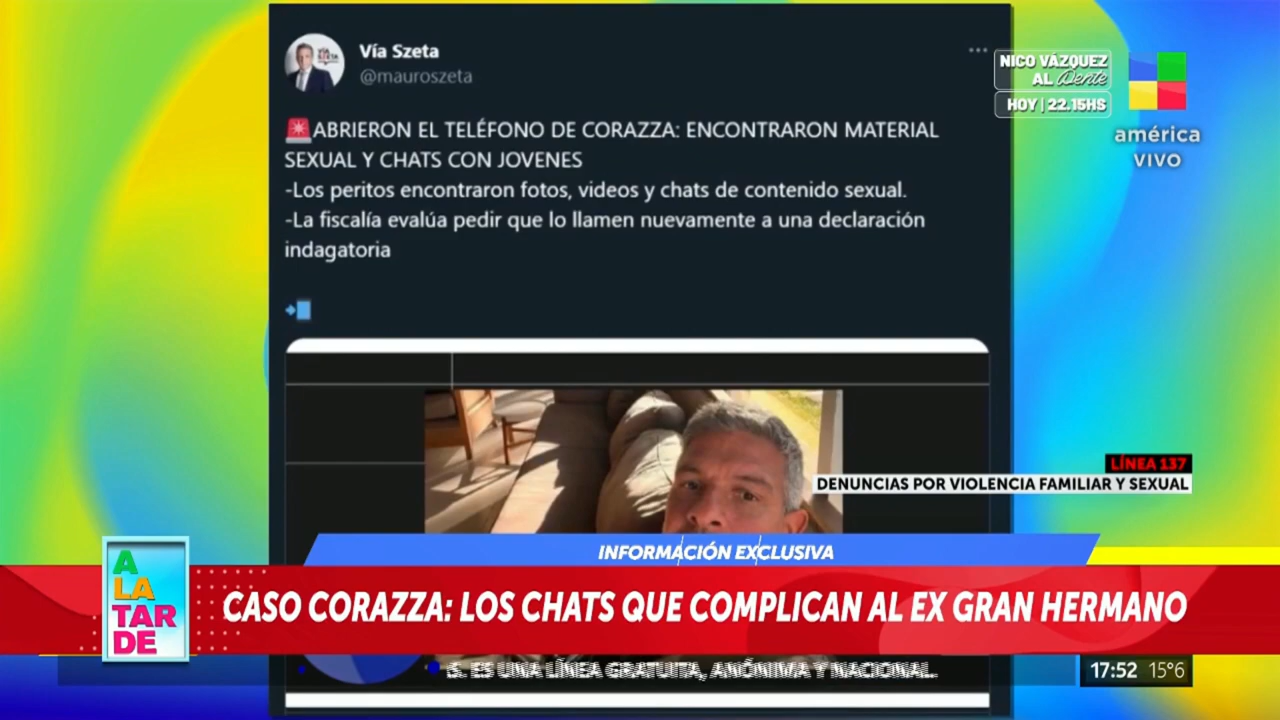 Vía Szeta
@mauroszeta
ABRIERON EL TELÉFONO DE CORAZZA: ENCONTRARON MATERIAL
SEXUAL Y CHATS CON JOVENES
-Los peritos encontraron fotos, videos y chats de contenido sexual.
-La fiscalía evalúa pedir que lo llamen nuevamente a una declaración
indagatoria
NICO VÁZQUEZ
AL Dente
HOY | 22.15HS
américa
VIVO
LÍNEA 137
DENUNCIAS POR VIOLENCIA FAMILIAR Y SEXUAL
INFORMACIÓN EXCLUSIVA
A
LA
TAR
DE
CASO CORAZZA: LOS CHATS QUE COMPLICAN AL EX GRAN HERMANO
ES UNA LÍNEA GRATUITA, ANÓNIMA Y NACIONAL.
17:52 15°6